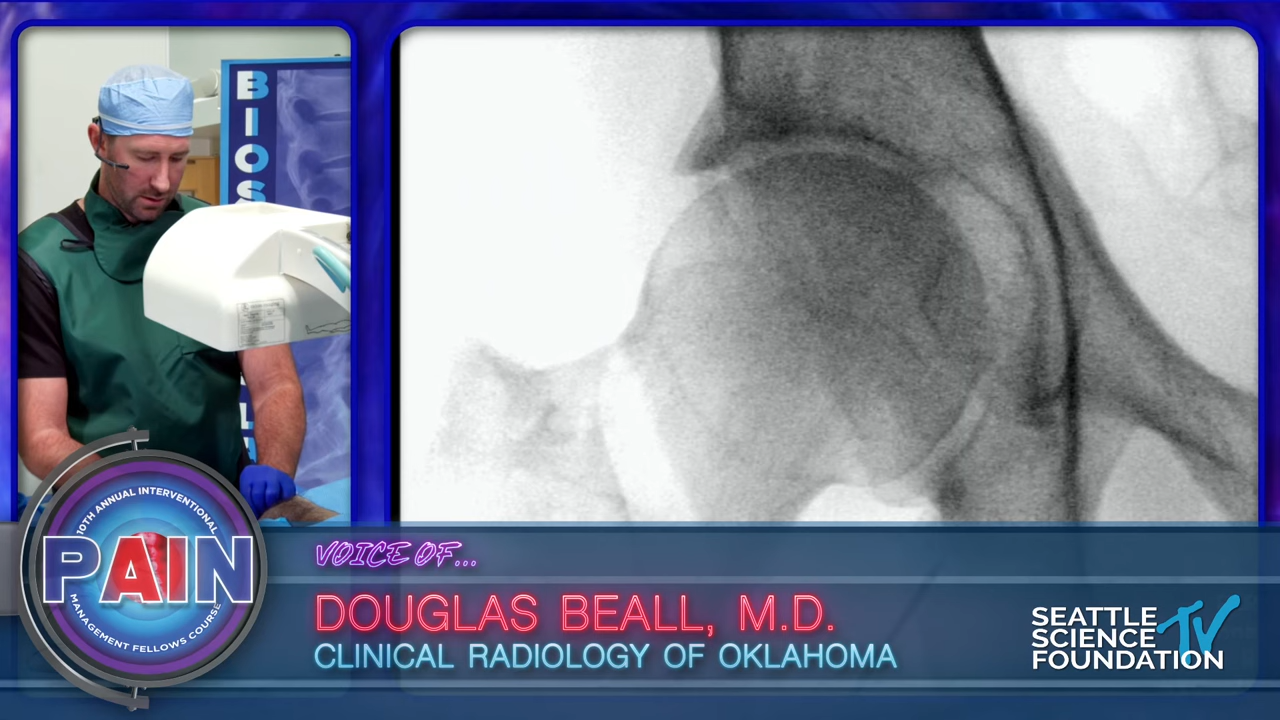 BIOS
10TH ANNUAL INTERVENTIONAL
PAIN
MANAGEMENT FELLOWS COURSE
VOICE OF...
DOUGLAS BEALL, M.D.
CLINICAL RADIOLOGY OF OKLAHOMA
SEATTLE
SCIENCE TV
FOUNDATION